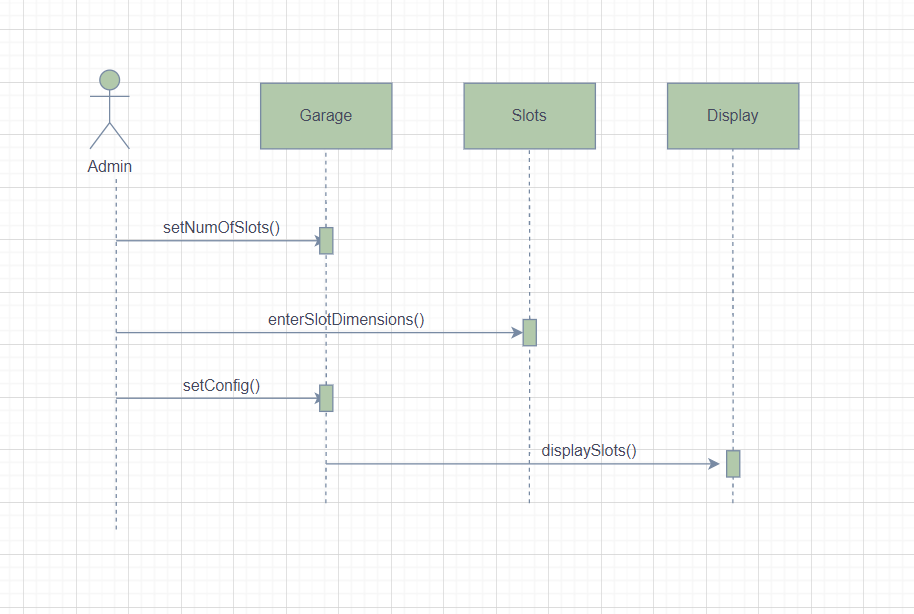 Garage
Slots
Display
Admin
setNumOfSlots()
enterSlotDimensions()
setConfig()
displaySlots()